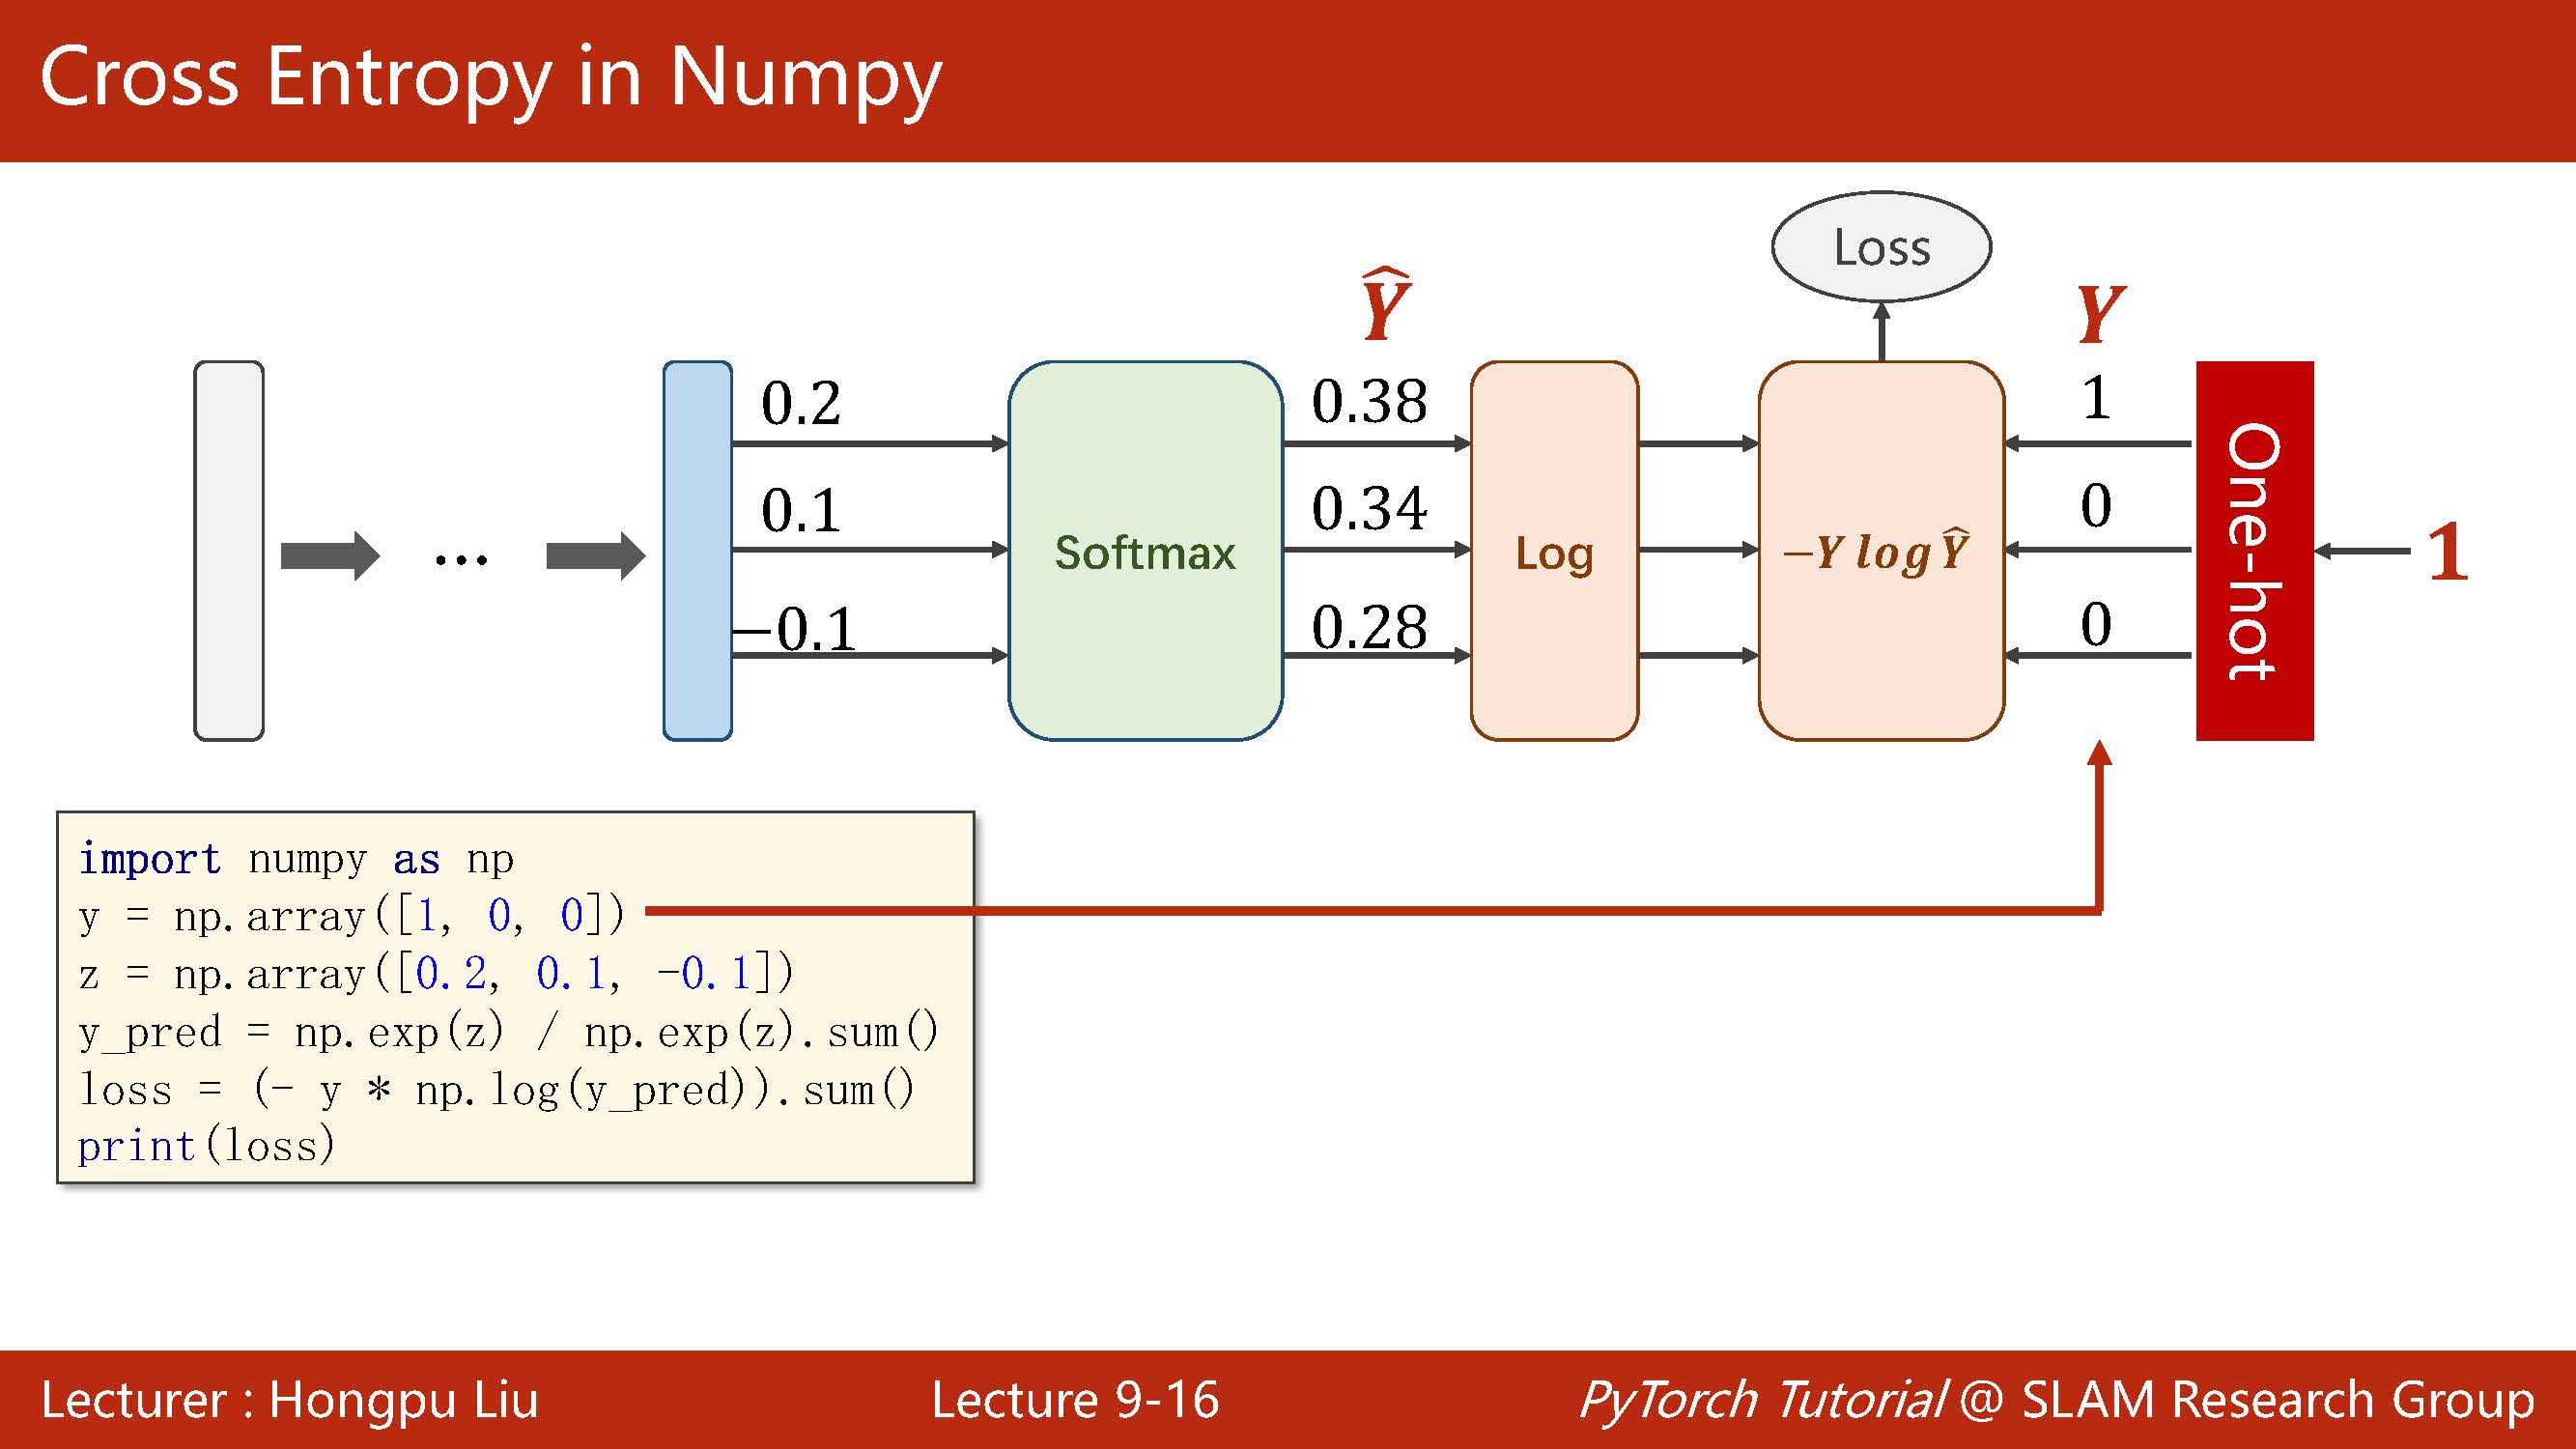 Cross Entropy in Numpy
Loss
Ŷ
Y
0.2
0.38
1
0.1
0.34
0
−0.1
0.28
0
...
Softmax
Log
−Y log Ŷ
One-hot
1
import numpy as np
y = np.array([1, 0, 0])
z = np.array([0.2, 0.1, -0.1])
y_pred = np.exp(z) / np.exp(z).sum()
loss = (- y * np.log(y_pred)).sum()
print(loss)
Lecturer : Hongpu Liu
Lecture 9-16
PyTorch Tutorial @ SLAM Research Group